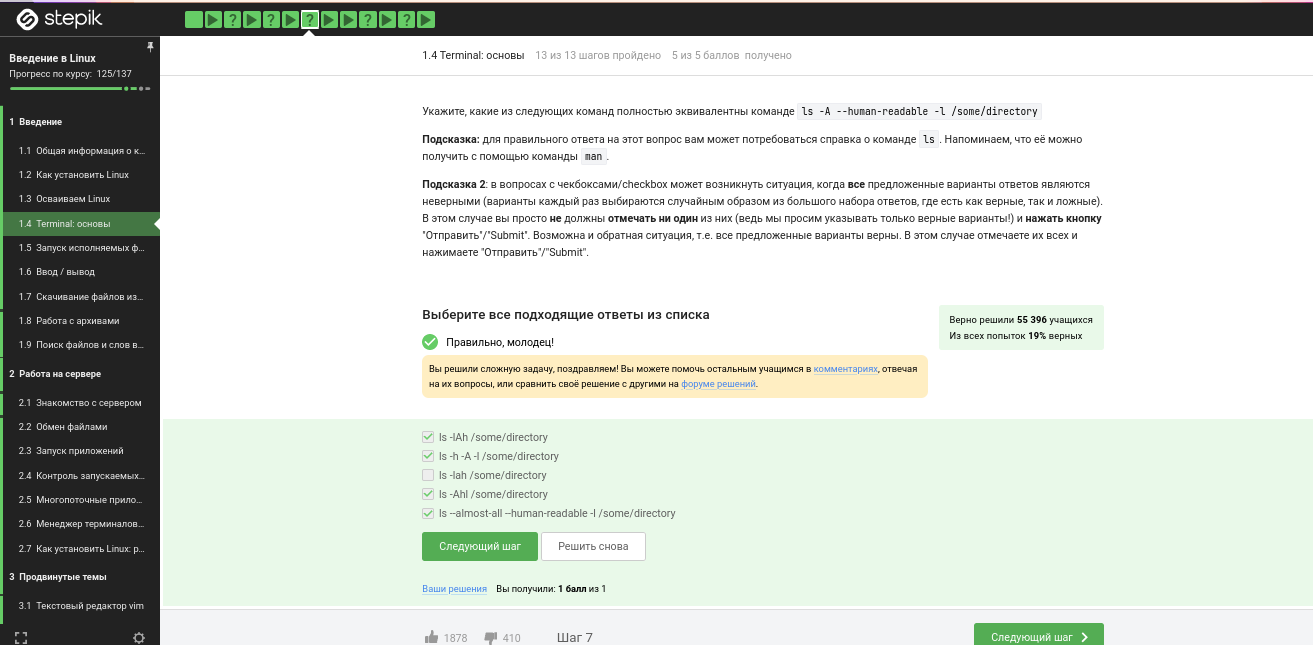 stepik
Введение в Linux
Прогресс по курсу: 125/137
1 Введение
1.1 Общая информация о к...
1.2 Как установить Linux
1.3 Осваиваем Linux
1.4 Terminal: основы
1.5 Запуск исполняемых ф...
1.6 Ввод / вывод
1.7 Скачивание файлов из...
1.8 Работа с архивами
1.9 Поиск файлов и слов в...
2 Работа на сервере
2.1 Знакомство с сервером
2.2 Обмен файлами
2.3 Запуск приложений
2.4 Контроль запускаемых...
2.5 Многопоточные прило...
2.6 Менеджер терминалов...
2.7 Как установить Linux: р...
3 Продвинутые темы
3.1 Текстовый редактор vim
1.4 Terminal: основы 13 из 13 шагов пройдено 5 из 5 баллов получено
Укажите, какие из следующих команд полностью эквивалентны команде ls -A --human-readable -l /some/directory
Подсказка: для правильного ответа на этот вопрос вам может потребоваться справка о команде ls . Напоминаем, что её можно
получить с помощью команды man .
Подсказка 2: в вопросах с чекбоксами/checkbox может возникнуть ситуация, когда все предложенные варианты ответов являются
неверными (варианты каждый раз выбираются случайным образом из большого набора ответов, где есть как верные, так и ложные).
В этом случае вы просто не должны отмечать ни один из них (ведь мы просим указывать только верные варианты!) и нажать кнопку
"Отправить"/"Submit". Возможна и обратная ситуация, т.е. все предложенные варианты верны. В этом случае отмечаете их всех и
нажимаете "Отправить"/"Submit".
Выберите все подходящие ответы из списка
Верно решили 55 396 учащихся
Из всех попыток 19% верных
Правильно, молодец!
Вы решили сложную задачу, поздравляем! Вы можете помочь остальным учащимся в комментариях, отвечая
на их вопросы, или сравнить своё решение с другими на форуме решений.
ls -lAh /some/directory
ls -h -A -l /some/directory
ls -lah /some/directory
ls -Ahl /some/directory
ls --almost-all --human-readable -l /some/directory
Следующий шаг Решить снова
Ваши решения Вы получили: 1 балл из 1
1878 410 Шаг 7 Следующий шаг